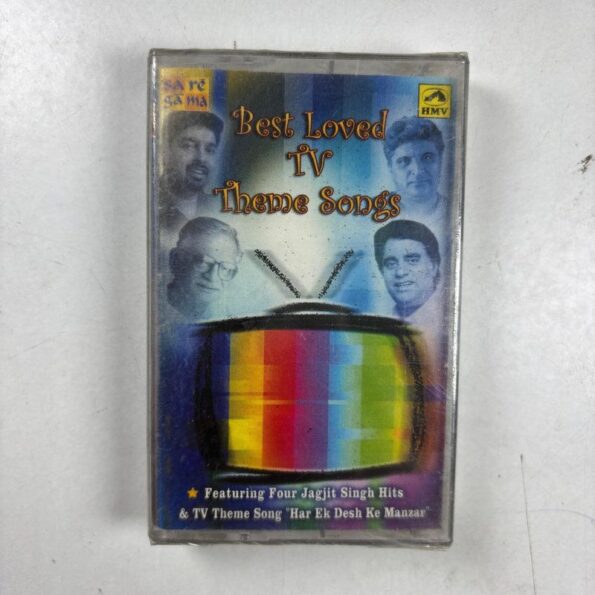 sa rē
ga ma
HMV
Best Loved
TV
Theme Songs
Featuring Four Jagjit Singh Hits
& TV Theme Song "Har Ek Desh Ke Manzar"